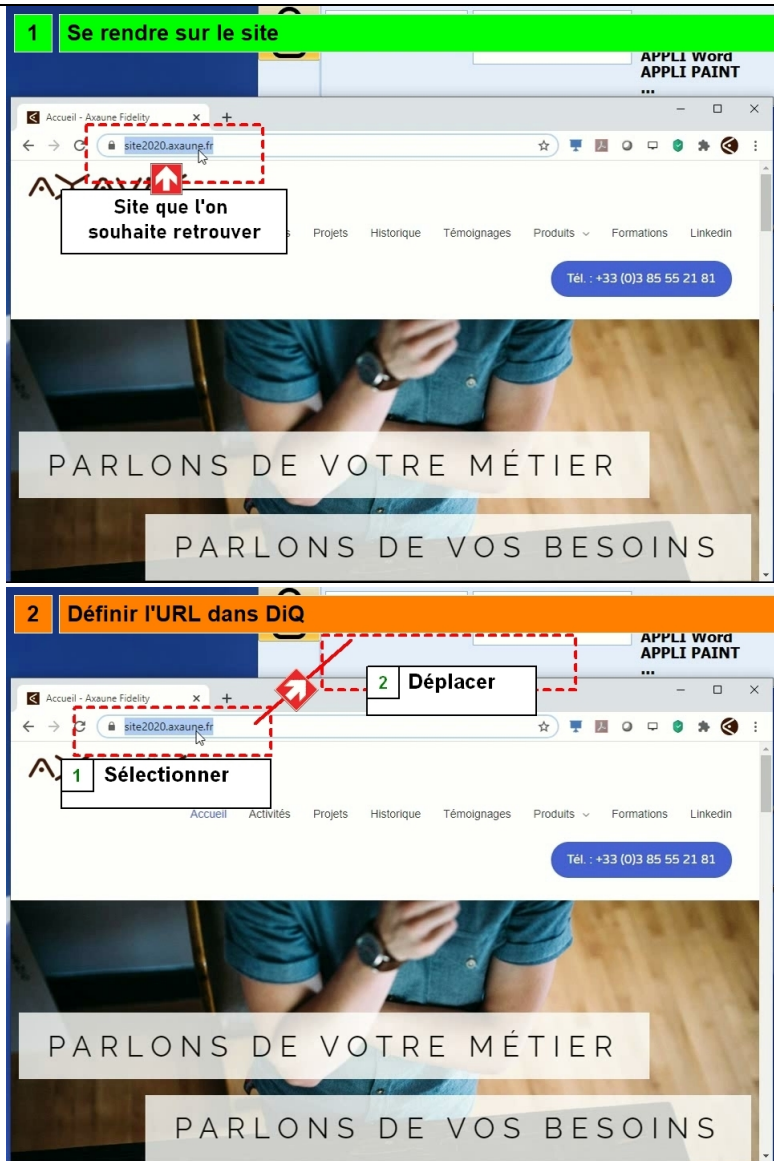 1 Se rendre sur le site
APPLI Word
APPLI PAINT
...
Accueil - Axaune Fidelity
site2020.axaune.fr
Site que l'on
souhaite retrouver
Projets Historique Témoignages Produits Formations Linkedin
Tél. : +33 (0)3 85 55 21 81
PARLONS DE VOTRE MÉTIER
PARLONS DE VOS BESOINS
2 Définir l'URL dans DiQ
APPLI Word
APPLI PAINT
...
2 Déplacer
Accueil - Axaune Fidelity
site2020.axaune.fr
1 Sélectionner
Accueil Activités Projets Historique Témoignages Produits Formations Linkedin
Tél. : +33 (0)3 85 55 21 81
PARLONS DE VOTRE MÉTIER
PARLONS DE VOS BESOINS